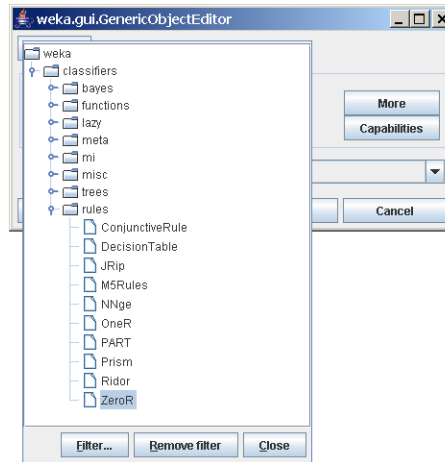 weka.gui.GenericObjectEditor
weka
classifiers
bayes
functions
lazy
meta
mi
misc
trees
rules
ConjunctiveRule
DecisionTable
JRip
M5Rules
NNge
OneR
PART
Prism
Ridor
ZeroR
More
Capabilities
Cancel
Filter... Remove filter Close